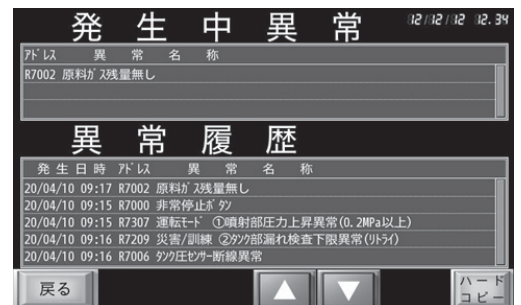 発生中異常
12/12/12 12.34
ｱﾄﾞﾚｽ 異常名称
R7002 原料ｶﾞｽ残量無し
異常履歴
発生日時 ｱﾄﾞﾚｽ 異常名称
20/04/10 09:17 R7002 原料ｶﾞｽ残量無し
20/04/10 09:15 R7000 非常停止ﾎﾞﾀﾝ
20/04/10 09:15 R7307 運転ﾓｰﾄﾞ ①噴射部圧力上昇異常(0.2MPa以上)
20/04/10 09:16 R7209 災害/訓練 ②ﾀﾝｸ部漏れ検査下限異常(ﾘﾄﾗｲ)
20/04/10 09:16 R7006 ﾀﾝｸ圧ｾﾝｻｰ断線異常
戻る
ハード
コピー